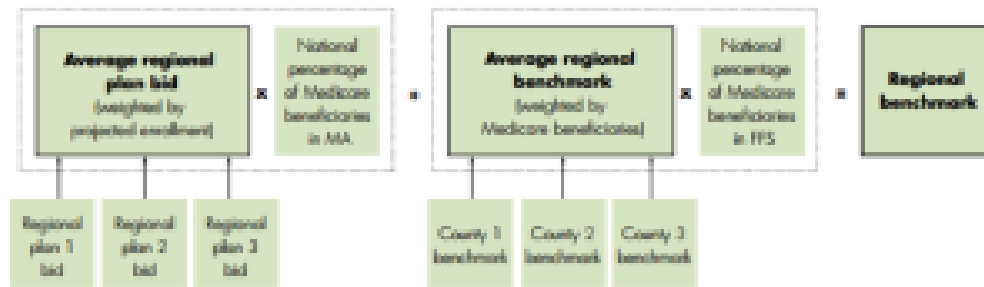 Average regional
plan bid
(weighted by
projected enrollment)
x
National
percentage
of Medicare
beneficiaries
in MA
+
Average regional
benchmark
(weighted by
Medicare beneficiaries)
x
National
percentage
of Medicare
beneficiaries
in FFS
=
Regional
benchmark
Regional
plan 1
bid
Regional
plan 2
bid
Regional
plan 3
bid
County 1
benchmark
County 2
benchmark
County 3
benchmark